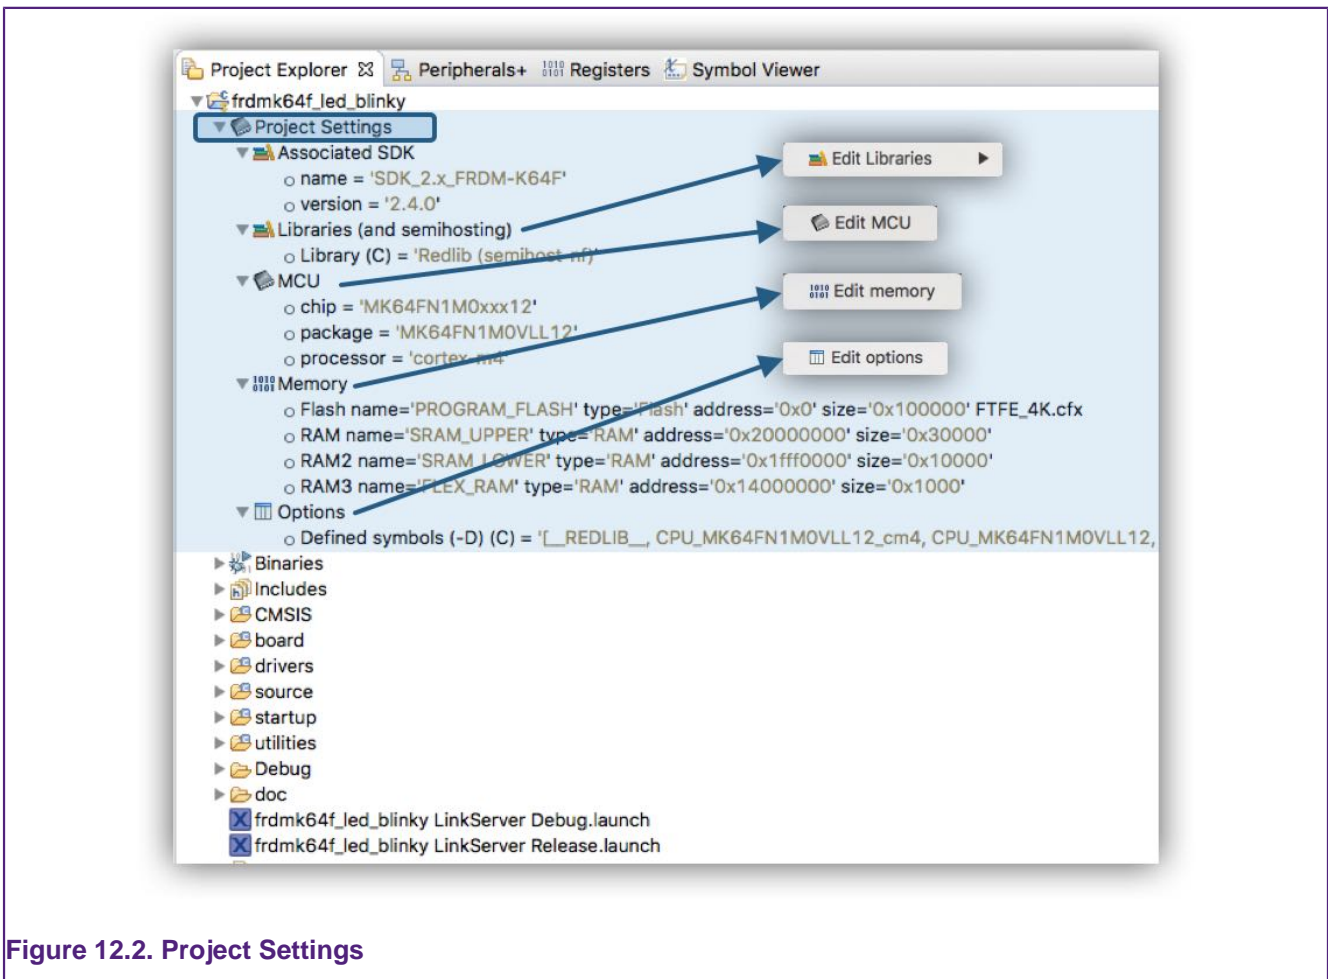 Project Explorer Peripherals+ Registers Symbol Viewer
frdmk64f_led_blinky
Project Settings
Associated SDK
Edit Libraries
name = 'SDK_2.x_FRDM-K64F'
version = '2.4.0'
Libraries (and semihosting)
Edit MCU
Library (C) = 'Redlib (semihost-nf)'
MCU
Edit memory
chip = 'MK64FN1M0xxx12'
package = 'MK64FN1M0VLL12'
processor = 'cortex-m4'
Edit options
Memory
Flash name='PROGRAM_FLASH' type='Flash' address='0x0' size='0x100000' FTFE_4K.cfx
RAM name='SRAM_UPPER' type='RAM' address='0x20000000' size='0x30000'
RAM2 name='SRAM_LOWER' type='RAM' address='0x1fff0000' size='0x10000'
RAM3 name='FLEX_RAM' type='RAM' address='0x14000000' size='0x1000'
Options
Defined symbols (-D) (C) = '[__REDLIB__, CPU_MK64FN1M0VLL12_cm4, CPU_MK64FN1M0VLL12,
Binaries
Includes
CMSIS
board
drivers
source
startup
utilities
Debug
doc
frdmk64f_led_blinky LinkServer Debug.launch
frdmk64f_led_blinky LinkServer Release.launch
Figure 12.2. Project Settings